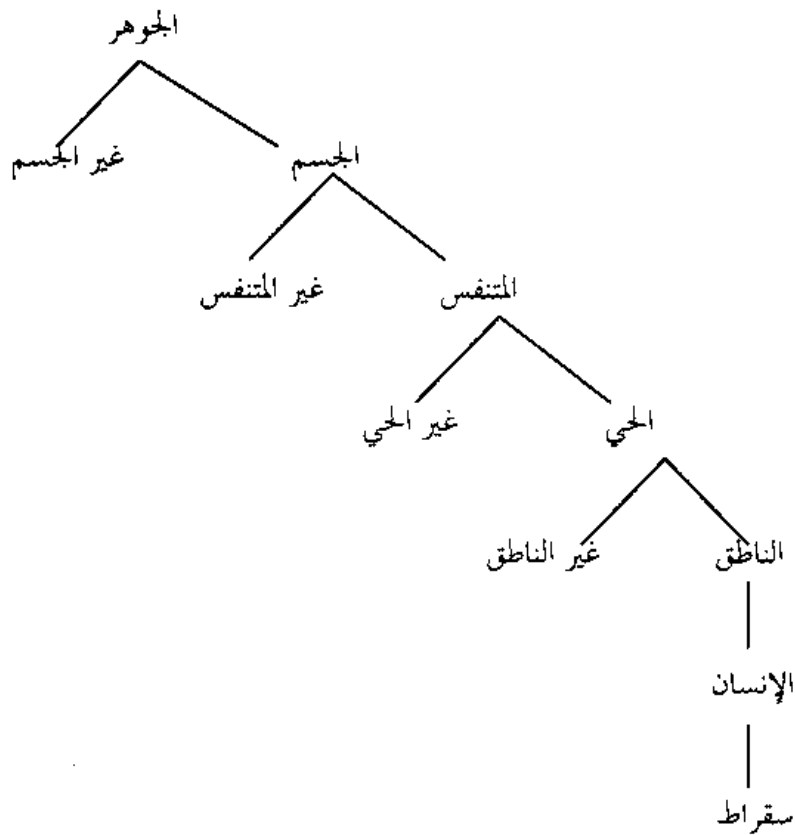 الجوهر
الجسم
غير الجسم
المتنفس
غير المتنفس
الحي
غير الحي
الناطق
غير الناطق
الإنسان
سقراط